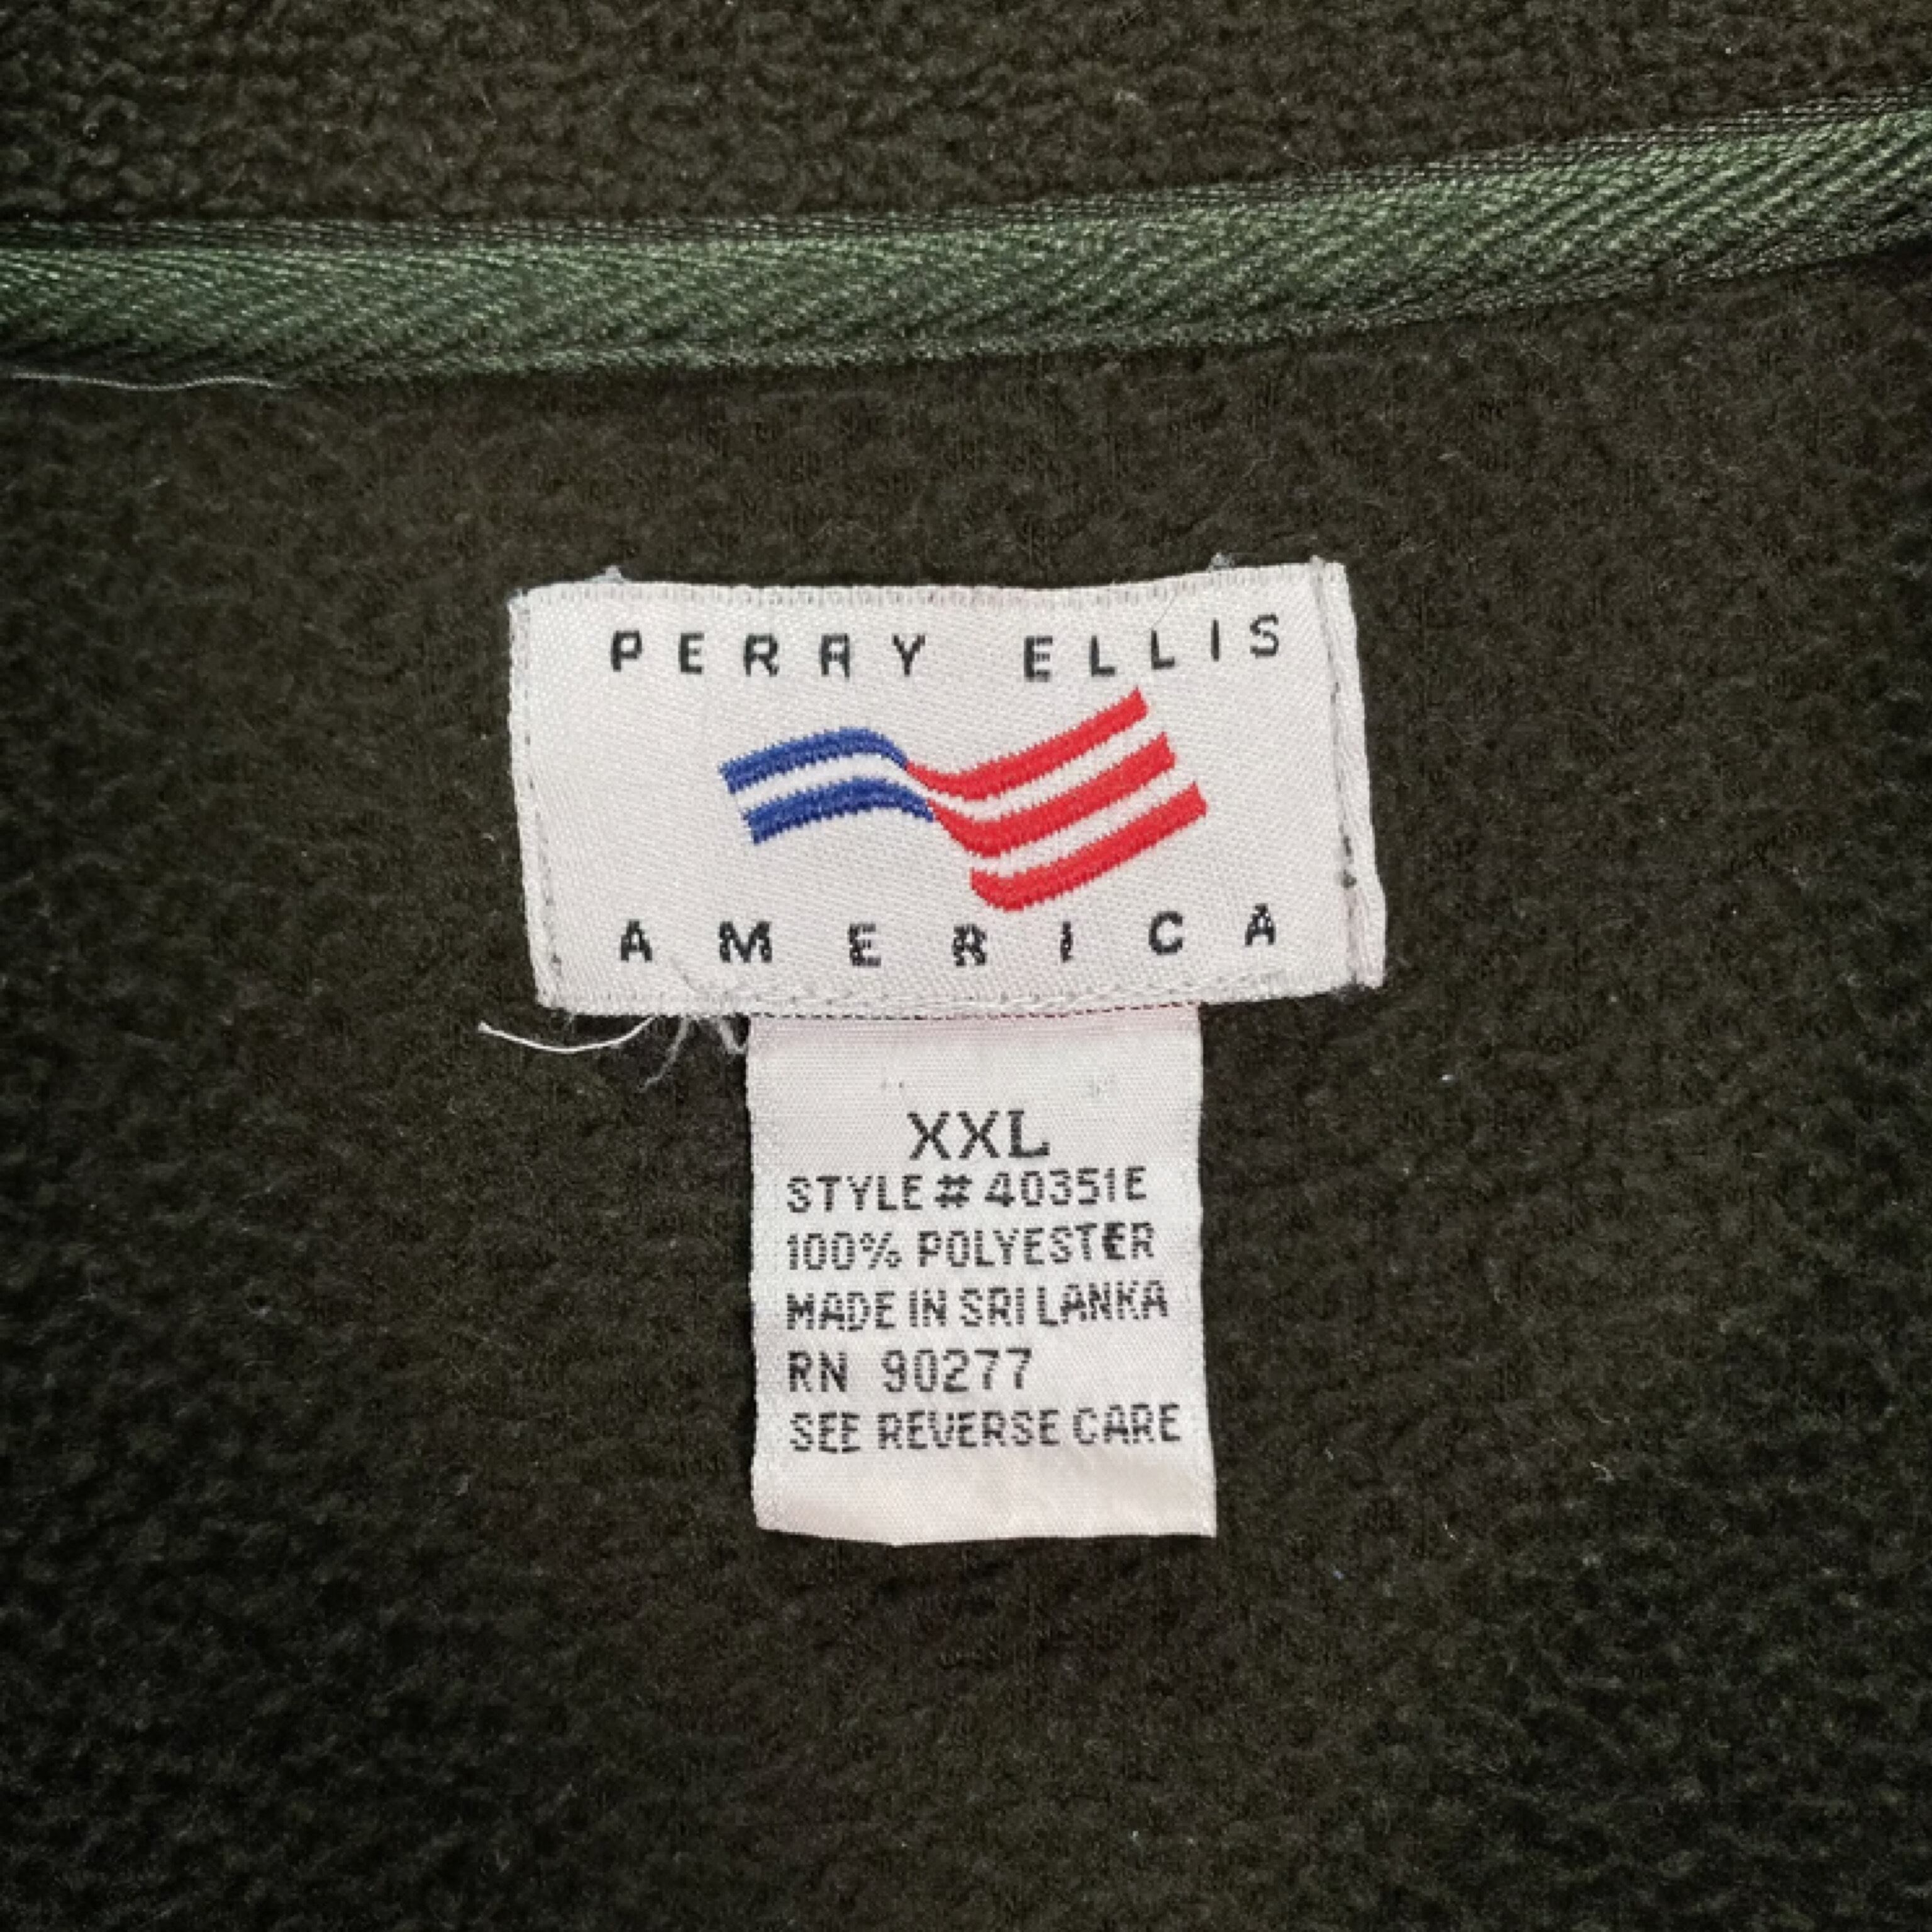 PERRY ELLIS
AMERICA
XXL
STYLE # 40351E
100% POLYESTER
MADE IN SRI LANKA
RN 90277
SEE REVERSE CARE